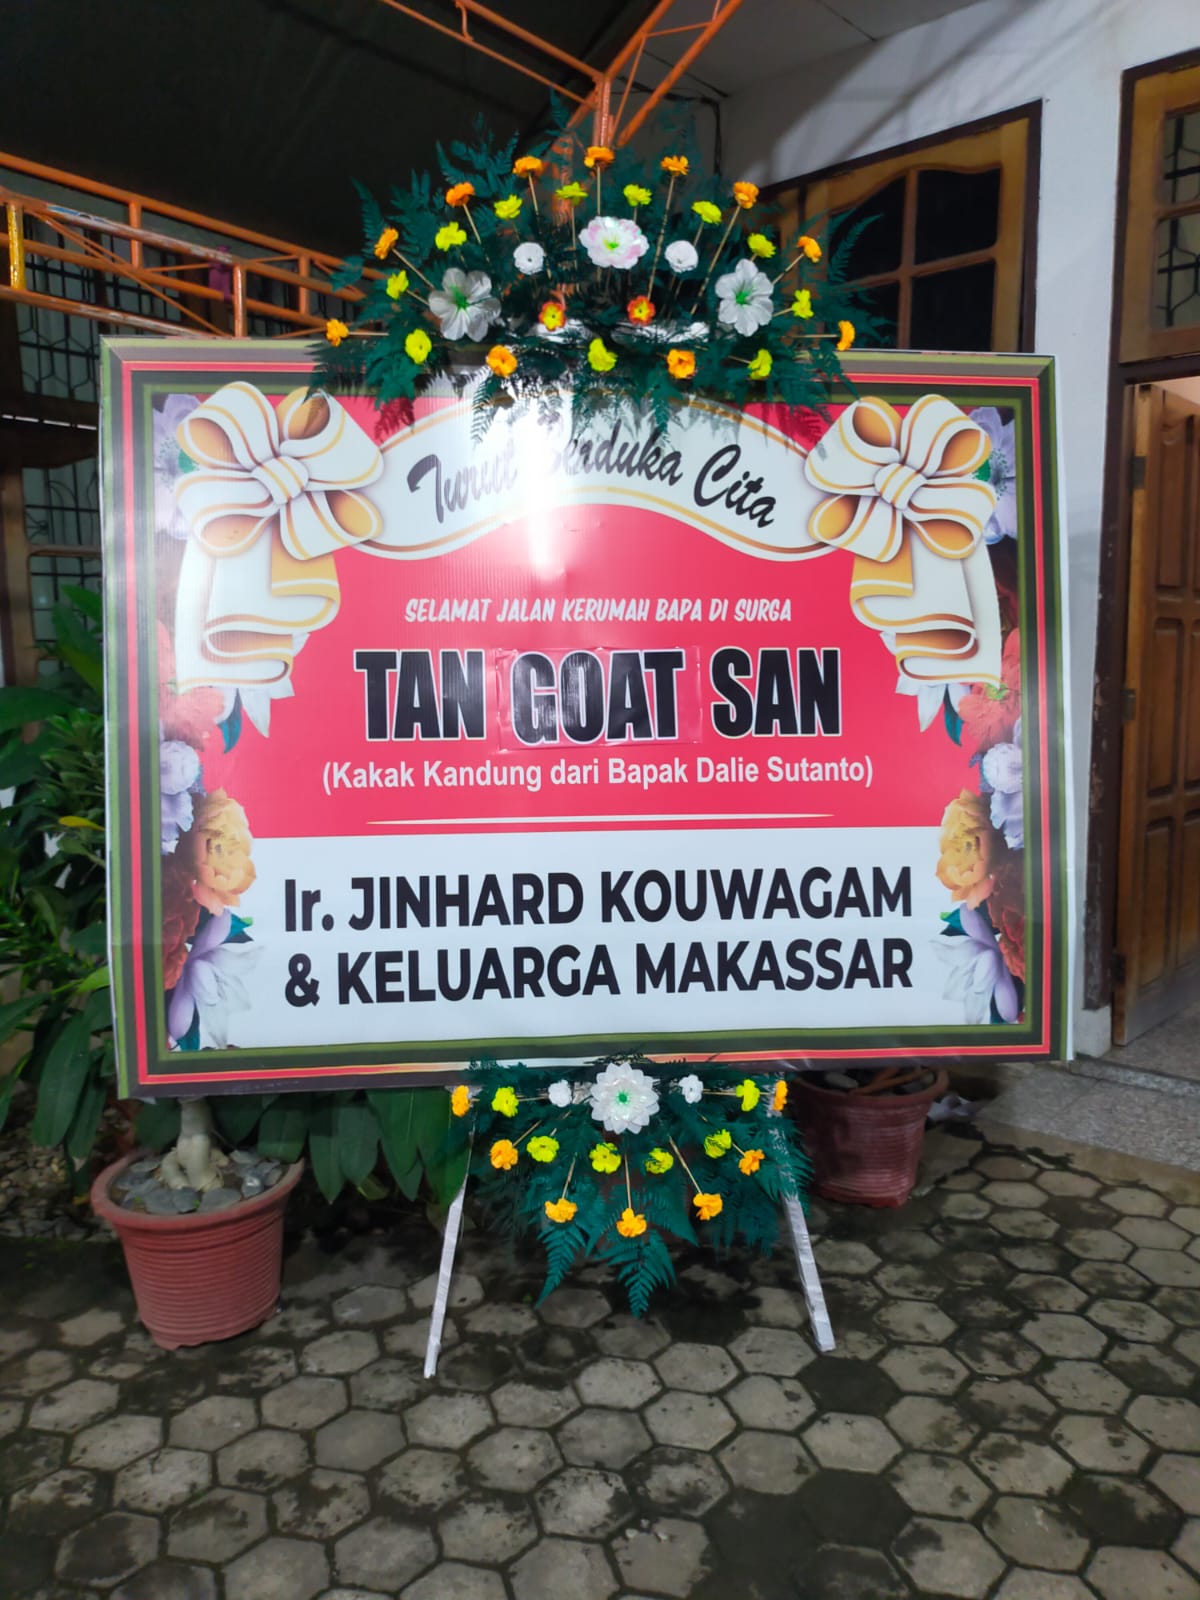 Turut Berduka Cita
SELAMAT JALAN KERUMAH BAPA DI SURGA
TAN GOAT SAN
(Kakak Kandung dari Bapak Dalie Sutanto)
Ir. JINHARD KOUWAGAM
& KELUARGA MAKASSAR